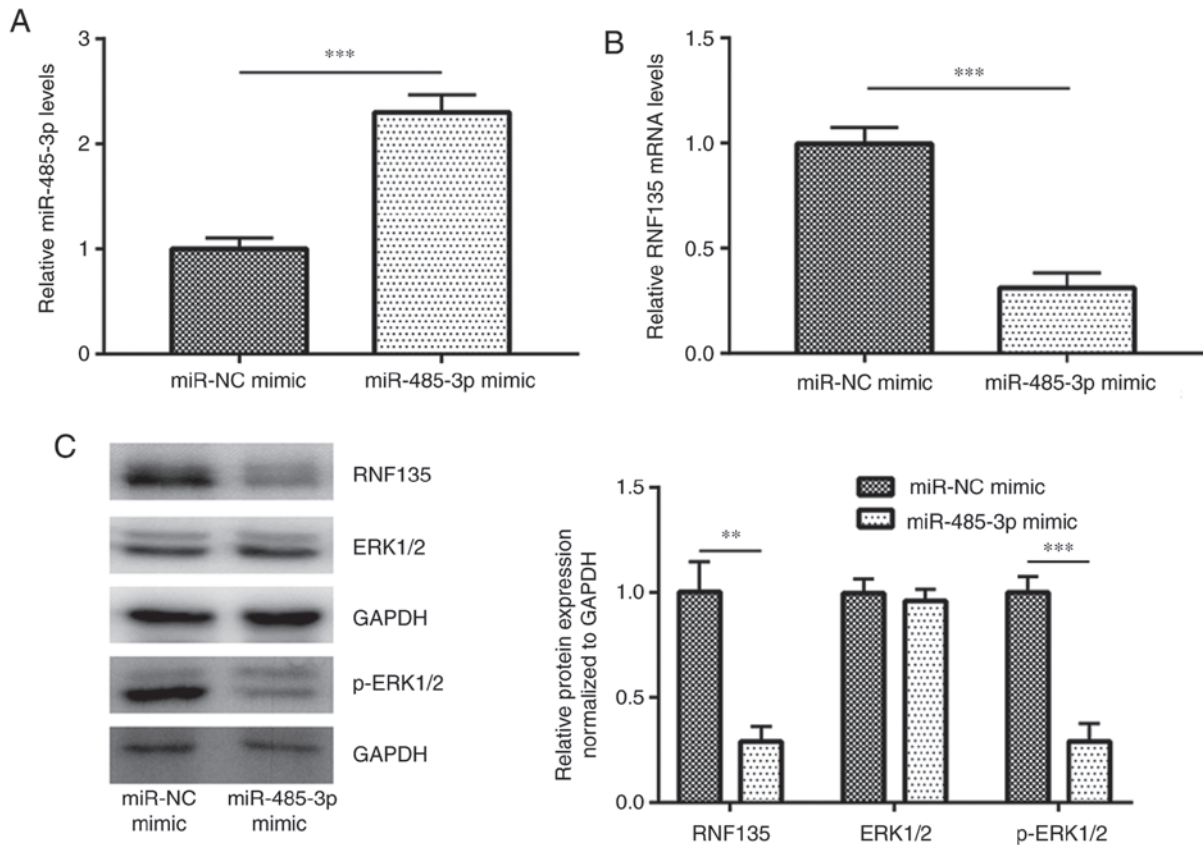 A
Relative miR-485-3p levels
3
2
1
0
***
miR-NC mimic
miR-485-3p mimic
B
Relative RNF135 mRNA levels
1.5
1.0
0.5
0.0
***
miR-NC mimic
miR-485-3p mimic
C
RNF135
ERK1/2
GAPDH
p-ERK1/2
GAPDH
miR-NC
mimic
miR-485-3p
mimic
Relative protein expression
normalized to GAPDH
1.5
1.0
0.5
0.0
miR-NC mimic
miR-485-3p mimic
**
***
RNF135
ERK1/2
p-ERK1/2